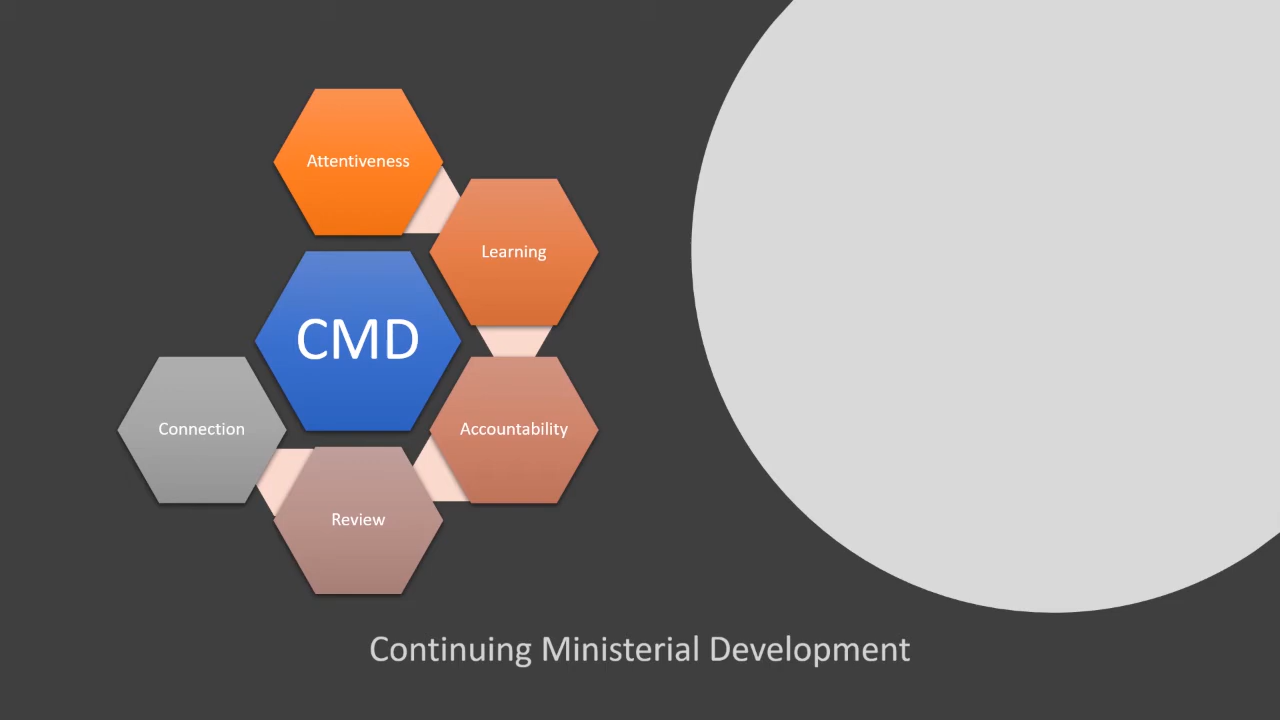 Attentiveness
Learning
CMD
Connection
Accountability
Review
Continuing Ministerial Development